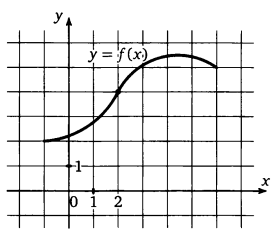 y
y = f(x)
1
x
0 1 2